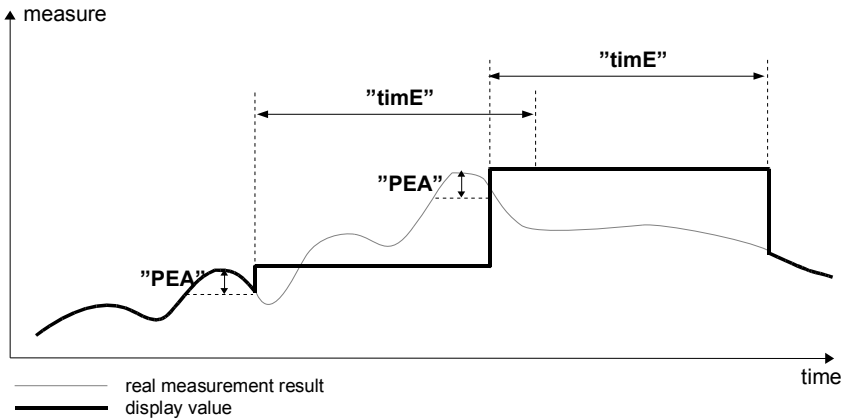 measure
”timE”
”timE”
”PEA”
”PEA”
time
real measurement result
display value